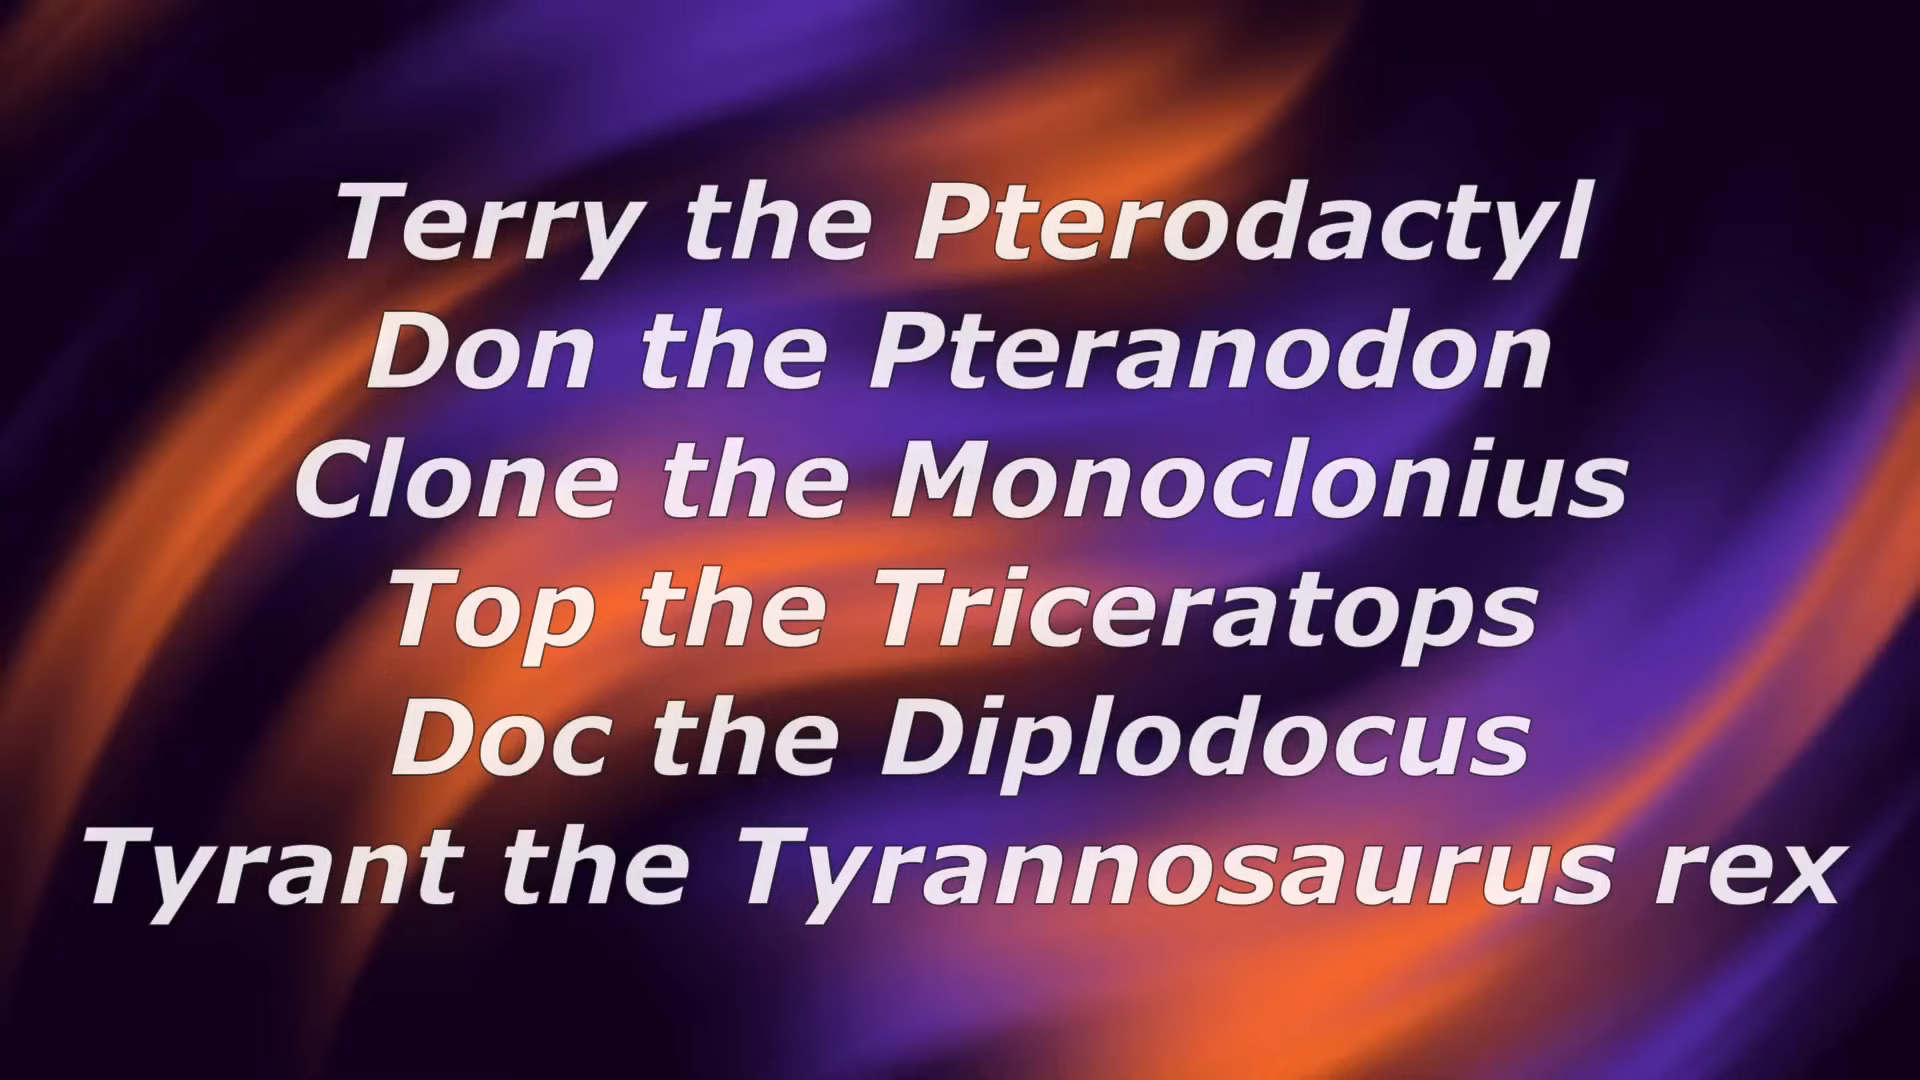 Terry the Pterodactyl
Don the Pteranodon
Clone the Monoclonius
Top the Triceratops
Doc the Diplodocus
Tyrant the Tyrannosaurus rex